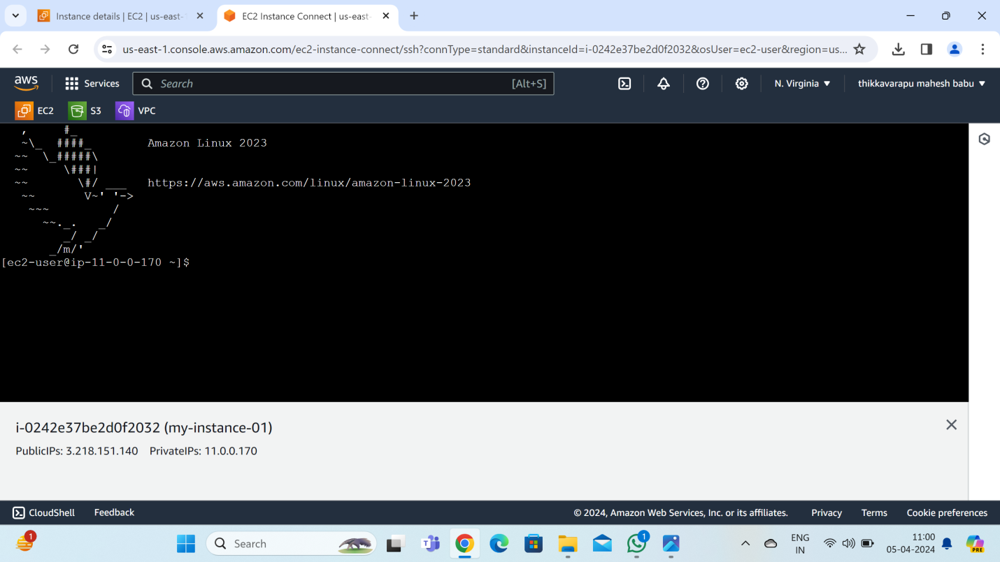 Instance details | EC2 | us-east-
EC2 Instance Connect | us-east-
us-east-1.console.aws.amazon.com/ec2-instance-connect/ssh?connType=standard&instanceId=i-0242e37be2d0f2032&osUser=ec2-user&region=us...
aws Services Search [Alt+S] N. Virginia thikkavarapu mahesh babu
EC2 S3 VPC
   ,     #_
   ~\_  ####_        Amazon Linux 2023
  ~~  \_#####\
  ~~     \###|
  ~~       \#/ ___   https://aws.amazon.com/linux/amazon-linux-2023
   ~~       V~' '->
    ~~~         /
      ~~._.   _/
         _/ _/
       _/m/'
[ec2-user@ip-11-0-0-170 ~]$
i-0242e37be2d0f2032 (my-instance-01)
PublicIPs: 3.218.151.140 PrivateIPs: 11.0.0.170
CloudShell Feedback © 2024, Amazon Web Services, Inc. or its affiliates. Privacy Terms Cookie preferences
1 Search T 1 ENG 11:00 PRE
IN 05-04-2024